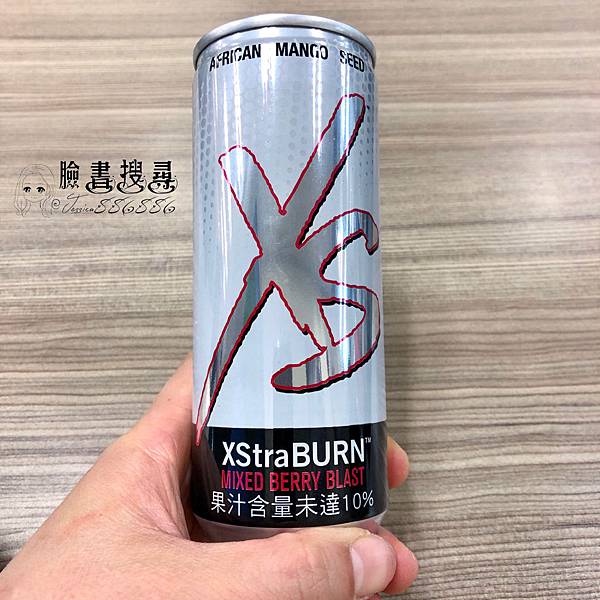 AFRICAN MANGO SEED
臉書搜尋
Jessica886886
XS
XStraBURN™
MIXED BERRY BLAST
果汁含量未達10%